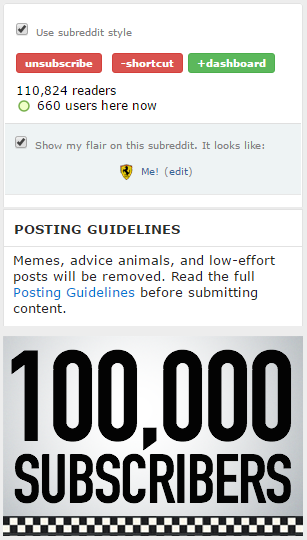 Use subreddit style
unsubscribe -shortcut +dashboard
110,824 readers
660 users here now
Show my flair on this subreddit. It looks like:
Me! (edit)
POSTING GUIDELINES
Memes, advice animals, and low-effort
posts will be removed. Read the full
Posting Guidelines before submitting
content.
100,000
SUBSCRIBERS